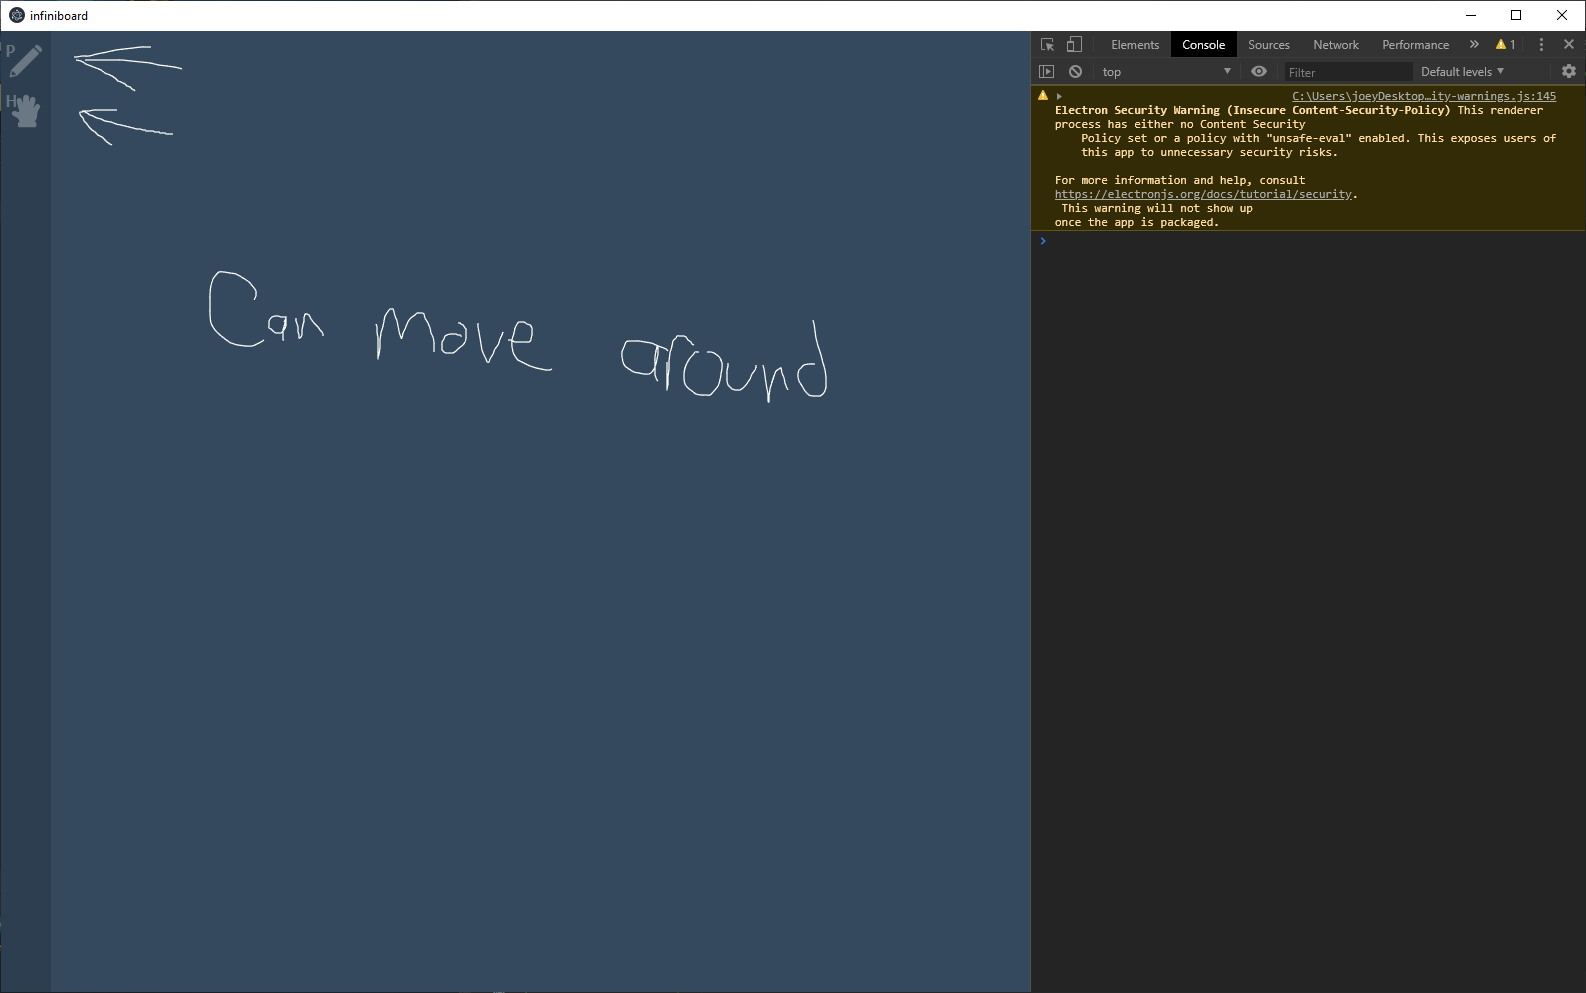 infiniboard
P
H
Can move around
Elements Console Sources Network Performance » 1
top Filter Default levels
C:\Users\joeyDesktop…ity-warnings.js:145
Electron Security Warning (Insecure Content-Security-Policy) This renderer
process has either no Content Security
Policy set or a policy with "unsafe-eval" enabled. This exposes users of
this app to unnecessary security risks.
For more information and help, consult
https://electronjs.org/docs/tutorial/security.
This warning will not show up
once the app is packaged.